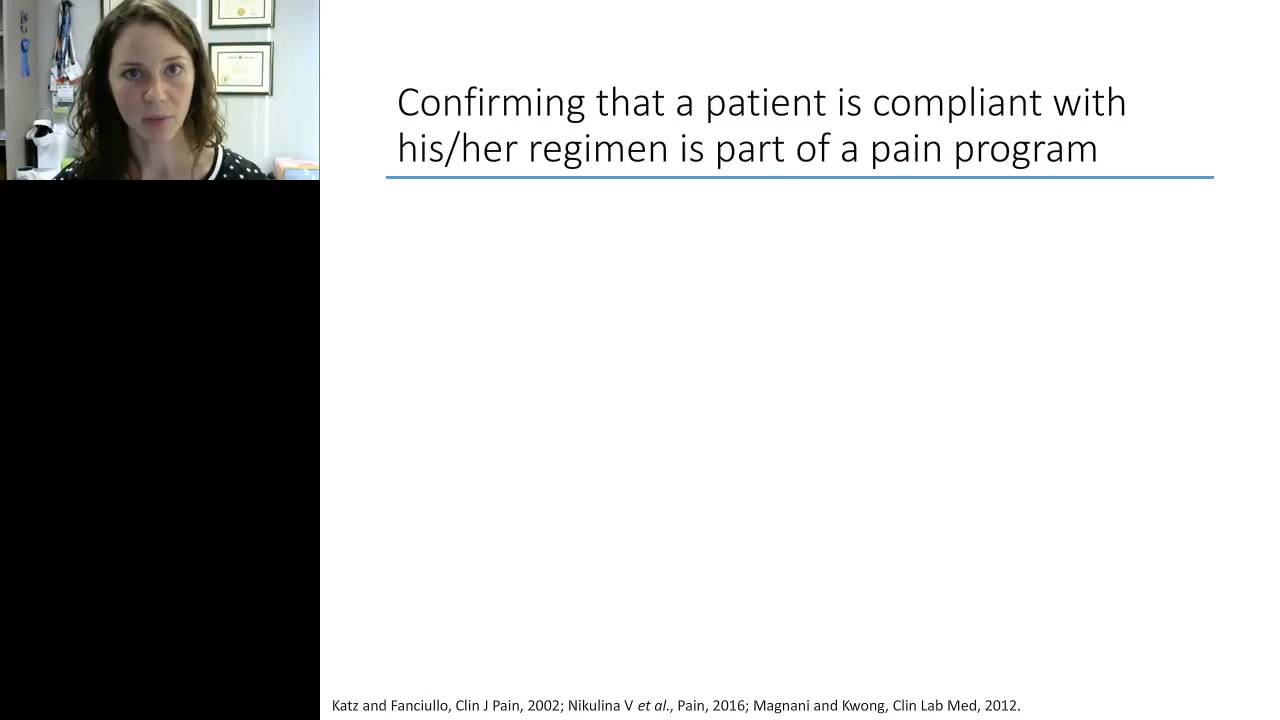 Confirming that a patient is compliant with
his/her regimen is part of a pain program
Katz and Fanciullo, Clin J Pain, 2002; Nikulina V et al., Pain, 2016; Magnani and Kwong, Clin Lab Med, 2012.